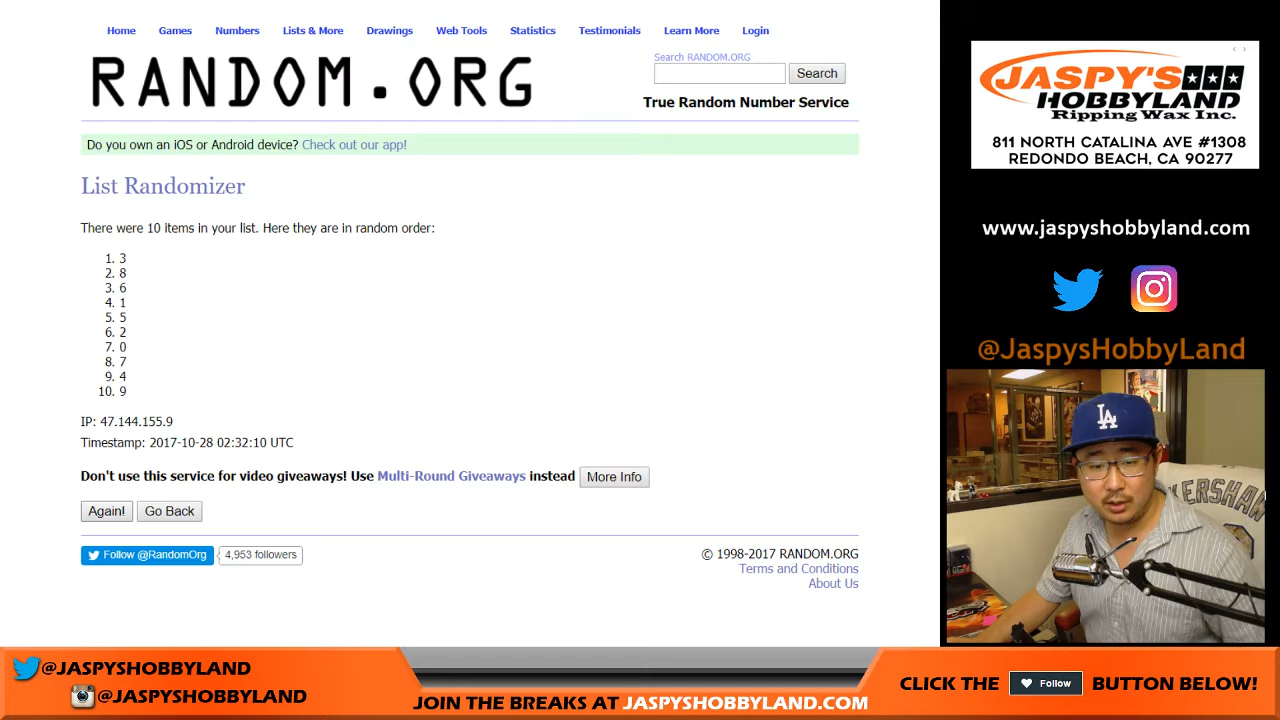 Home Games Numbers Lists & More Drawings Web Tools Statistics Testimonials Learn More Login
RANDOM.ORG
Search RANDOM.ORG
Search
True Random Number Service
Do you own an iOS or Android device? Check out our app!
List Randomizer
There were 10 items in your list. Here they are in random order:
1. 3
2. 8
3. 6
4. 1
5. 5
6. 2
7. 0
8. 7
9. 4
10. 9
IP: 47.144.155.9
Timestamp: 2017-10-28 02:32:10 UTC
Don't use this service for video giveaways! Use Multi-Round Giveaways instead More Info
Again! Go Back
Follow @RandomOrg 4,953 followers
© 1998-2017 RANDOM.ORG
Terms and Conditions
About Us
JASPY'S
HOBBYLAND
Ripping Wax Inc.
811 NORTH CATALINA AVE #1308
REDONDO BEACH, CA 90277
www.jaspyshobbyland.com
@JaspysHobbyLand
LA
KERSHAW
@JASPYSHOBBYLAND
@JASPYSHOBBYLAND
JOIN THE BREAKS AT JASPYSHOBBYLAND.COM
CLICK THE Follow BUTTON BELOW!